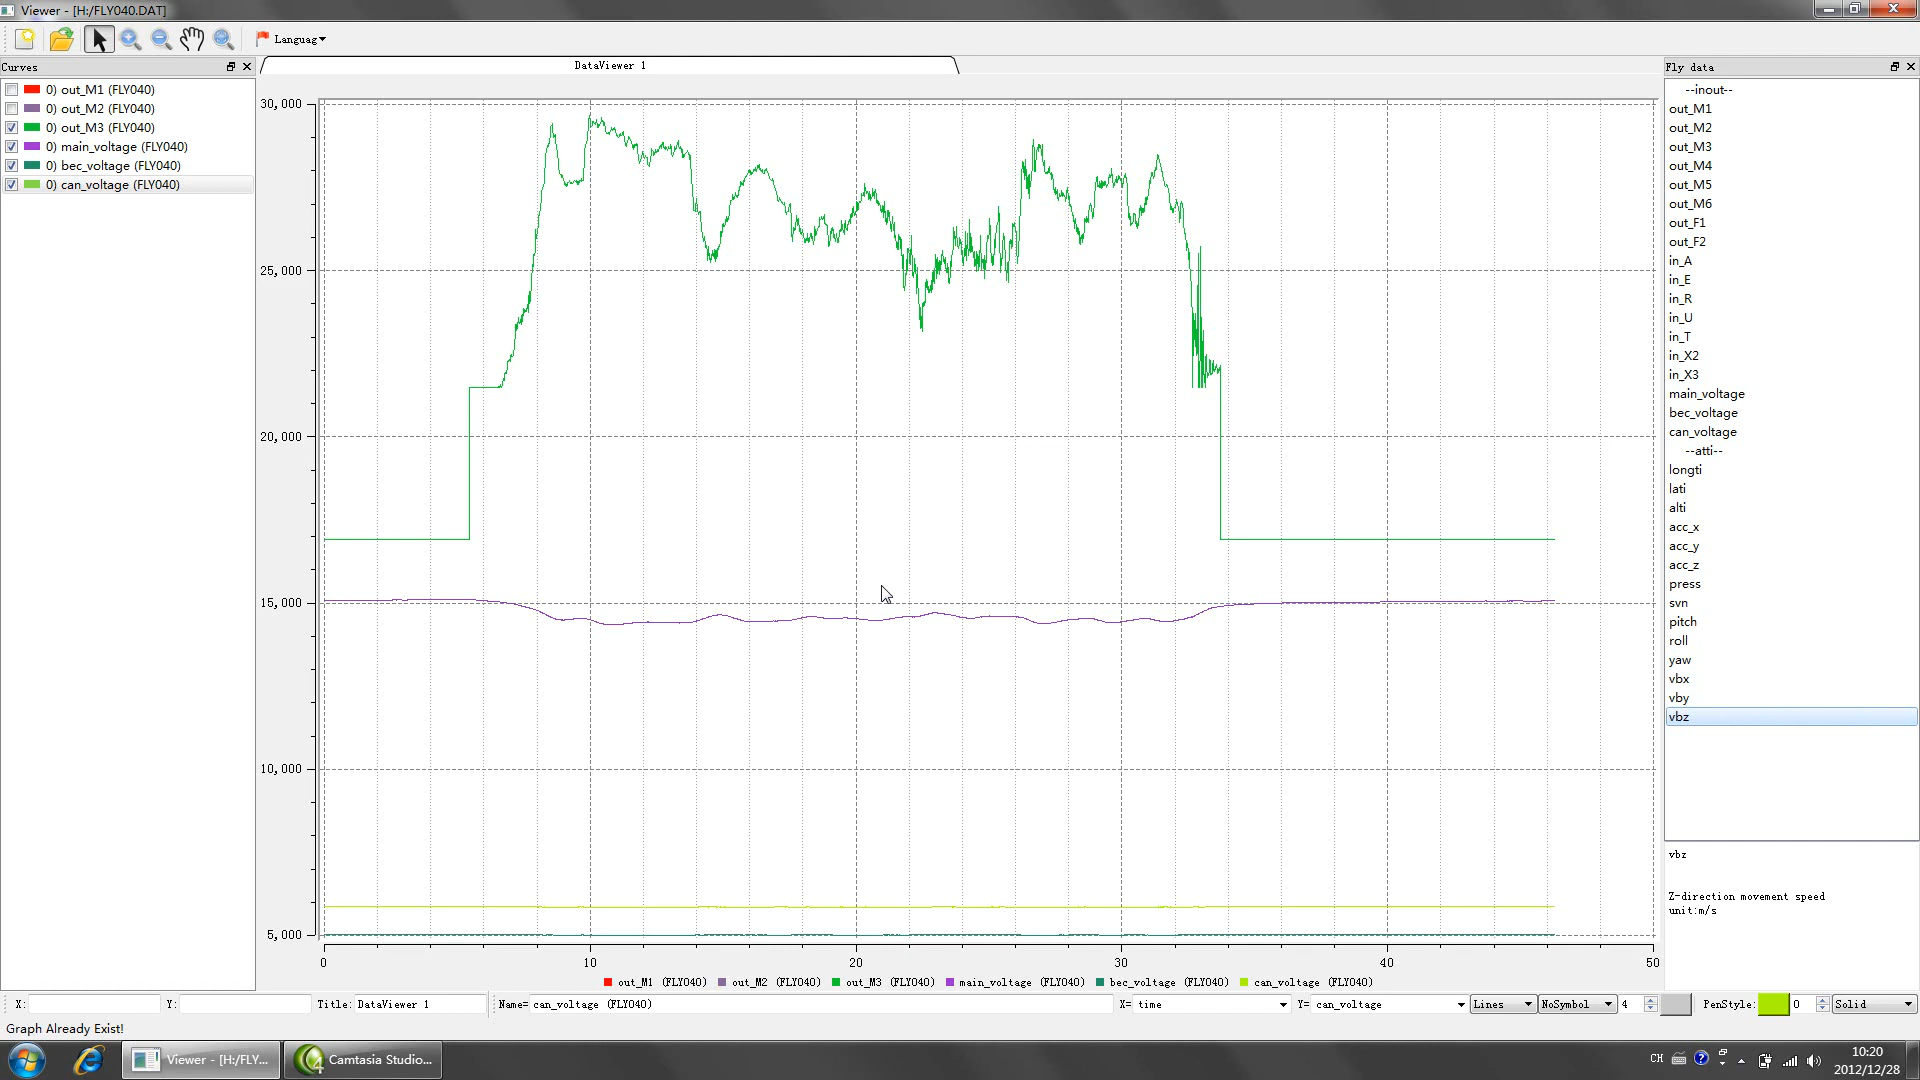 Viewer - [H:/FLY040.DAT]
Languag
Curves
DataViewer 1
Fly data
0) out_M1 (FLY040)
0) out_M2 (FLY040)
0) out_M3 (FLY040)
0) main_voltage (FLY040)
0) bec_voltage (FLY040)
0) can_voltage (FLY040)
30,000
25,000
20,000
15,000
10,000
5,000
0 10 20 30 40 50
out_M1 (FLY040) out_M2 (FLY040) out_M3 (FLY040) main_voltage (FLY040) bec_voltage (FLY040) can_voltage (FLY040)
--inout--
out_M1
out_M2
out_M3
out_M4
out_M5
out_M6
out_F1
out_F2
in_A
in_E
in_R
in_U
in_T
in_X2
in_X3
main_voltage
bec_voltage
can_voltage
--atti--
longti
lati
alti
acc_x
acc_y
acc_z
press
svn
pitch
roll
yaw
vbx
vby
vbz
vbz
Z-direction movement speed
unit:m/s
X: Y: Title: DataViewer 1 Name= can_voltage (FLY040) X= time Y= can_voltage Lines NoSymbol 4 PenStyle: 0 Solid
Graph Already Exist!
Viewer - [H:/FLY... Camtasia Studio... CH 10:20
2012/12/28